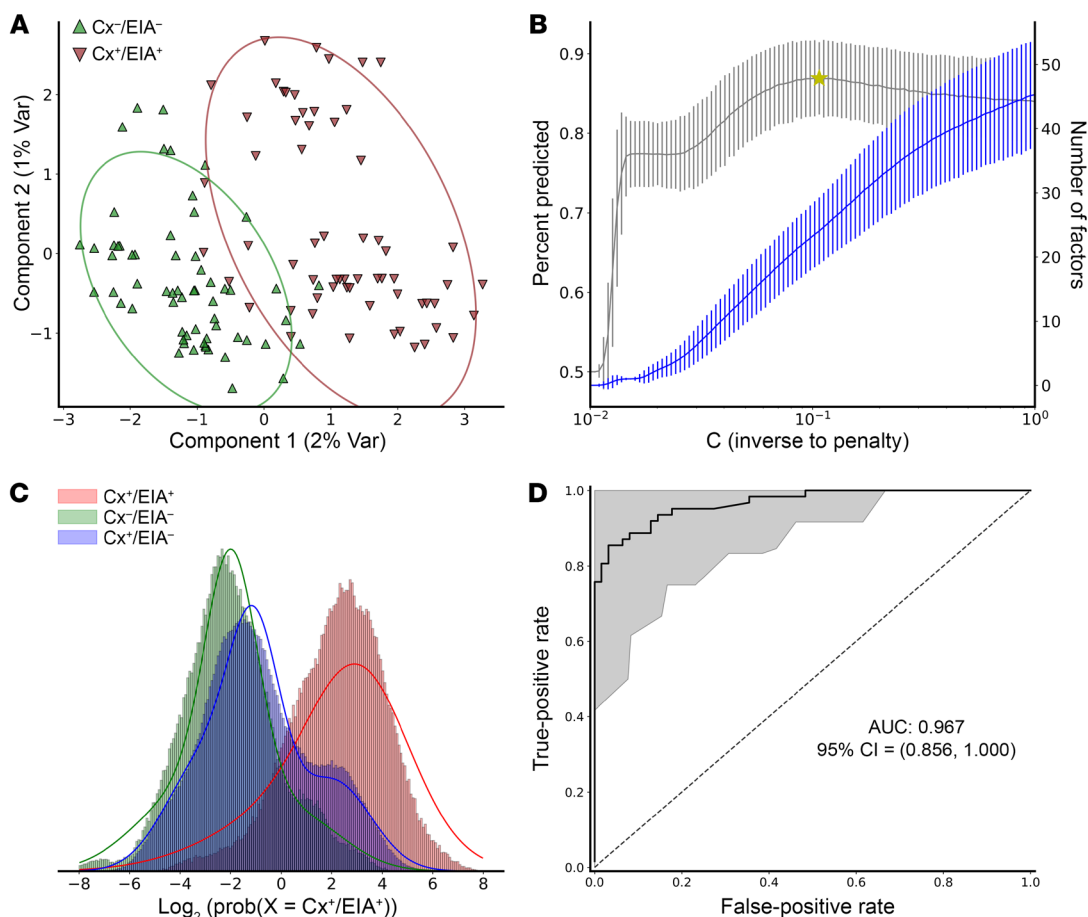 A
Cx⁻/EIA⁻
Cx⁺/EIA⁺
2
1
0
−1
−3
−2
−1
0
1
2
3
Component 2 (1% Var)
Component 1 (2% Var)
B
0.9
0.8
0.7
0.6
0.5
Percent predicted
50
40
30
20
10
0
Number of factors
10⁻²
10⁻¹
10⁰
C (inverse to penalty)
C
Cx⁺/EIA⁺
Cx⁻/EIA⁻
Cx⁺/EIA⁻
−8
−6
−4
−2
0
2
4
6
8
Log₂ (prob(X = Cx⁺/EIA⁺))
D
1.0
0.8
0.6
0.4
0.2
0.0
True-positive rate
AUC: 0.967
95% CI = (0.856, 1.000)
0.0
0.2
0.4
0.6
0.8
1.0
False-positive rate